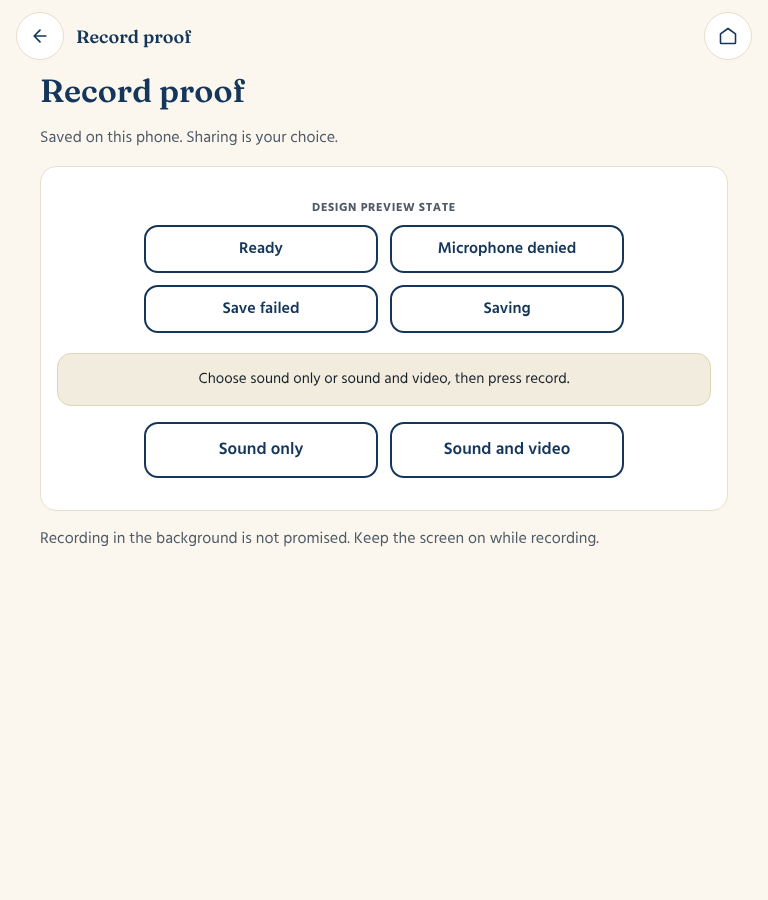 Record proof
Record proof
Saved on this phone. Sharing is your choice.
DESIGN PREVIEW STATE
Ready
Microphone denied
Save failed
Saving
Choose sound only or sound and video, then press record.
Sound only
Sound and video
Recording in the background is not promised. Keep the screen on while recording.